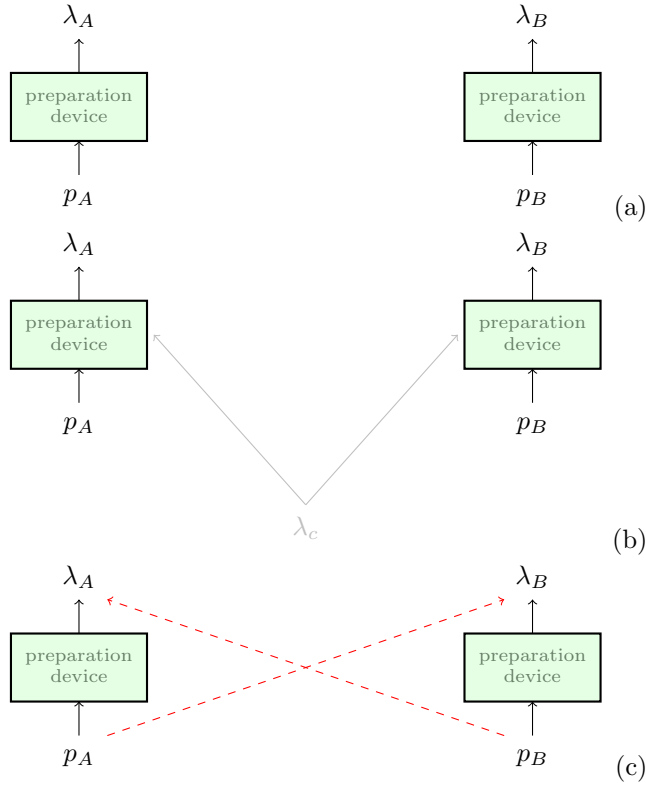 λ_A λ_B
preparation device preparation device
p_A p_B
(a)
λ_A λ_B
preparation device preparation device
p_A p_B
λ_c
(b)
λ_A λ_B
preparation device preparation device
p_A p_B
(c)